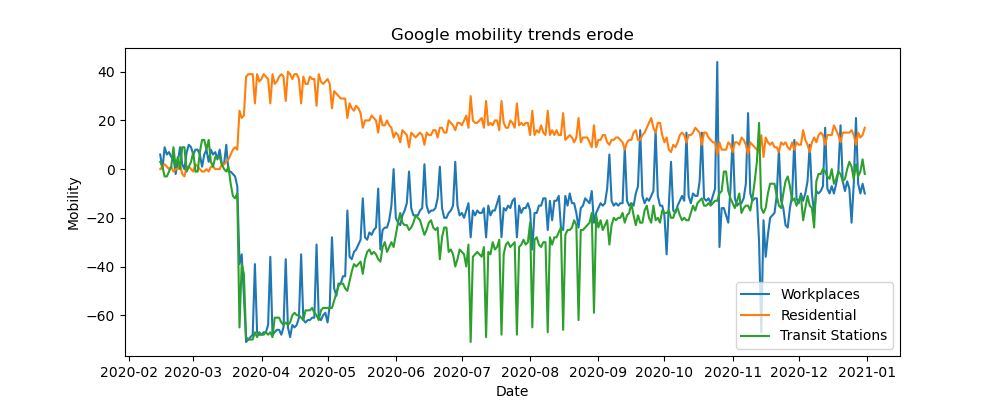 Google mobility trends erode
Mobility
40
20
0
−20
−40
−60
Workplaces
Residential
Transit Stations
2020-02 2020-03 2020-04 2020-05 2020-06 2020-07 2020-08 2020-09 2020-10 2020-11 2020-12 2021-01
Date